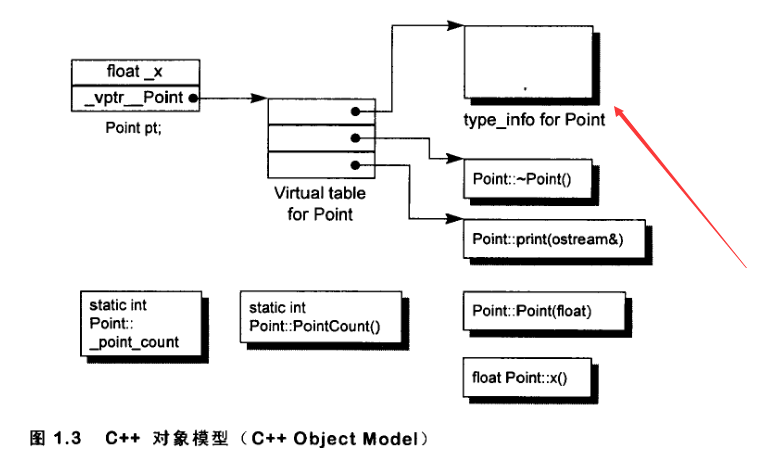 float _x
_vptr__Point
Point pt;
Virtual table
for Point
type_info for Point
Point::~Point()
Point::print(ostream&)
static int
Point::
_point_count
static int
Point::PointCount()
Point::Point(float)
float Point::x()
图 1.3 C++ 对象模型（C++ Object Model）